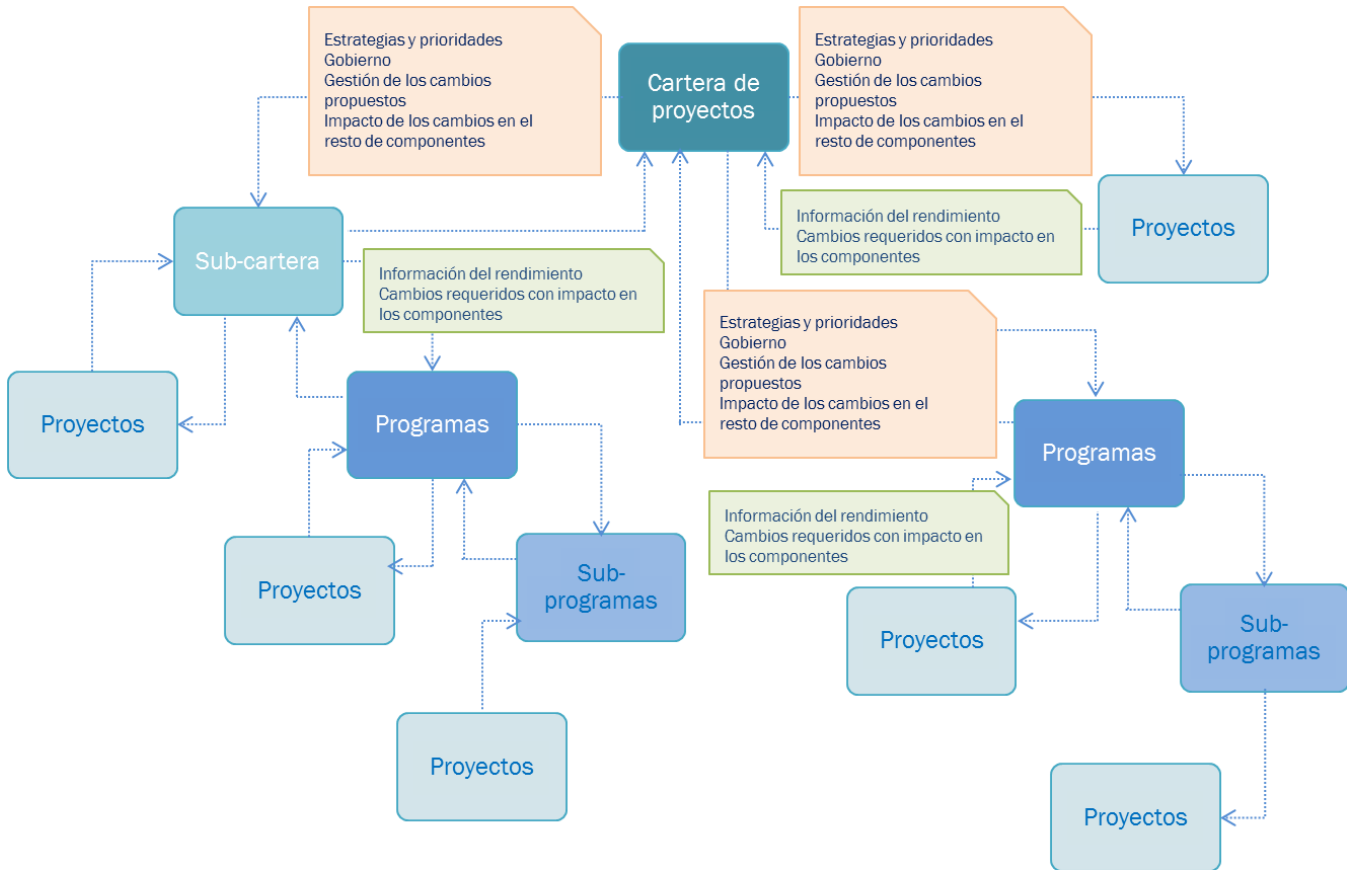 Estrategias y prioridades
Gobierno
Gestión de los cambios
propuestos
Impacto de los cambios en el
resto de componentes
Cartera de
proyectos
Estrategias y prioridades
Gobierno
Gestión de los cambios
propuestos
Impacto de los cambios en el
resto de componentes
Sub-cartera
Información del rendimiento
Cambios requeridos con impacto en
los componentes
Proyectos
Información del rendimiento
Cambios requeridos con impacto en
los componentes
Estrategias y prioridades
Gobierno
Gestión de los cambios
propuestos
Impacto de los cambios en el
resto de componentes
Proyectos
Programas
Programas
Información del rendimiento
Cambios requeridos con impacto en
los componentes
Proyectos
Sub-
programas
Proyectos
Sub-
programas
Proyectos
Proyectos